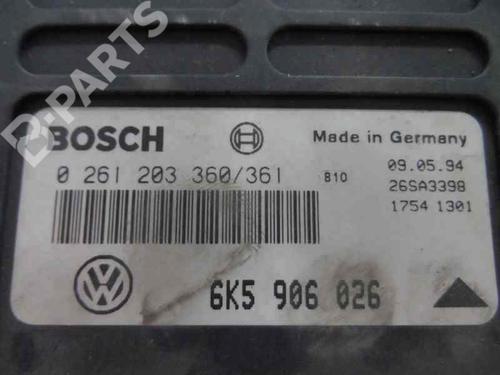 B-PARTS
BOSCH
Made in Germany
0 261 203 360/361
B10
09.05.94
26SA3398
1754 1301
6K5 906 026